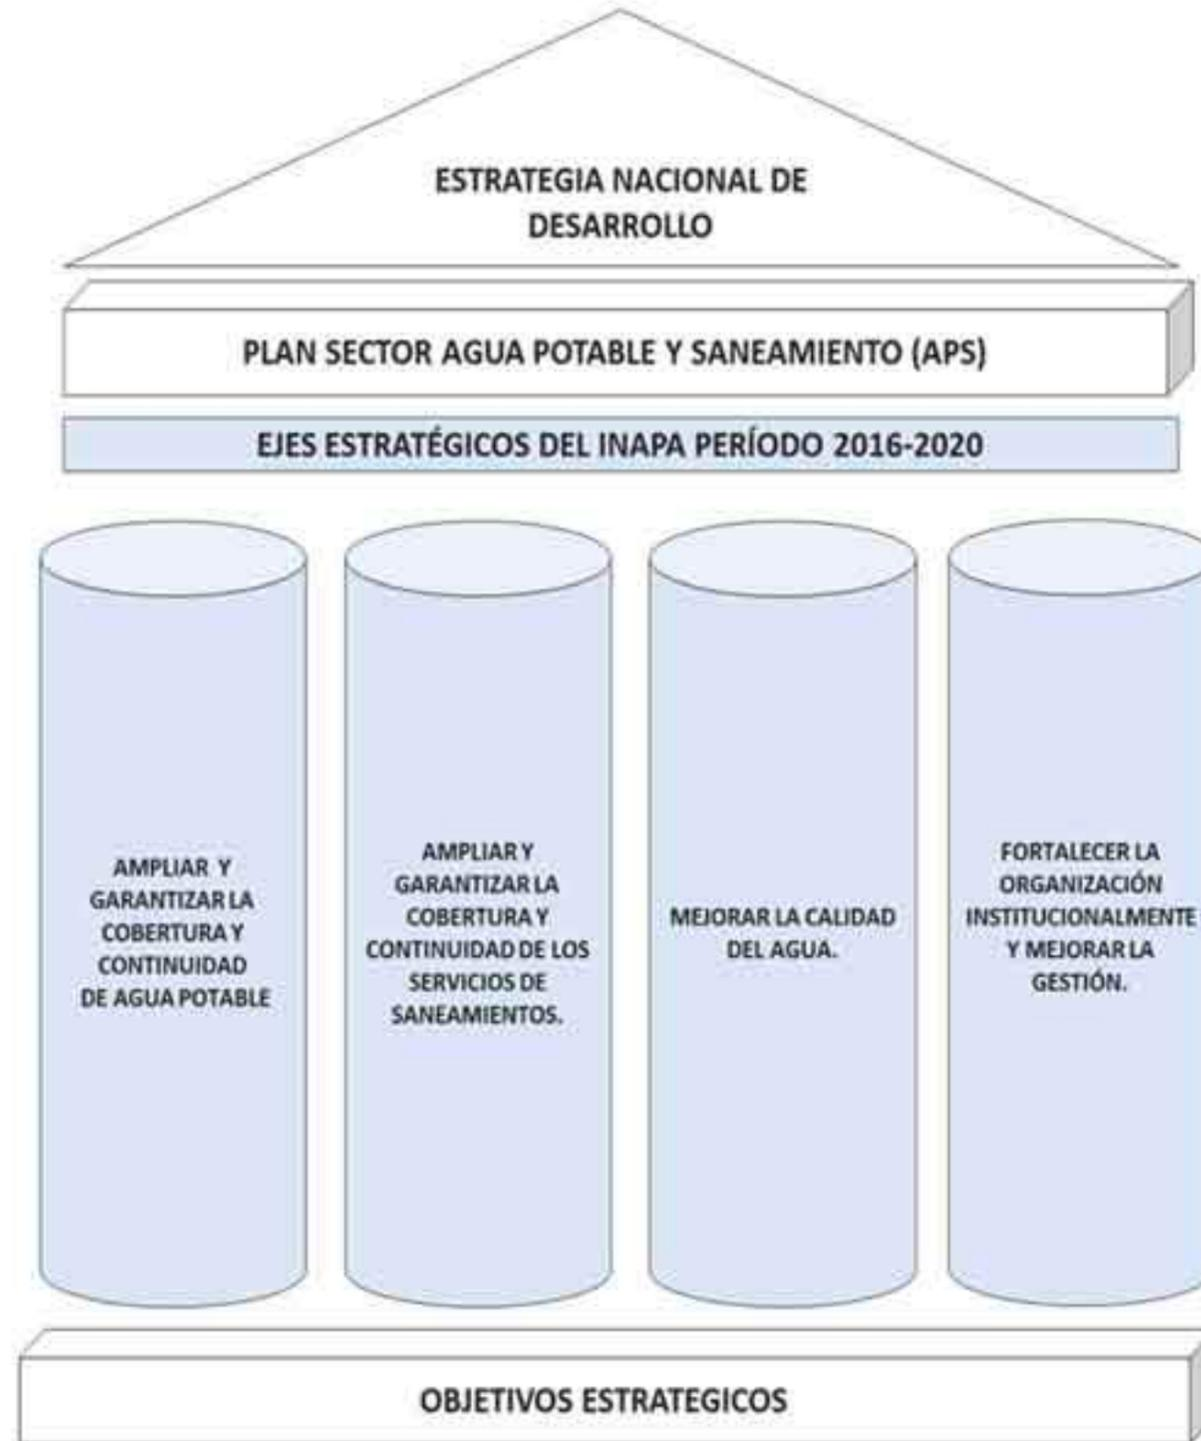 ESTRATEGIA NACIONAL DE
DESARROLLO
PLAN SECTOR AGUA POTABLE Y SANEAMIENTO (APS)
EJES ESTRATÉGICOS DEL INAPA PERÍODO 2016-2020
AMPLIAR Y
GARANTIZAR LA
COBERTURA Y
CONTINUIDAD
DE AGUA POTABLE
AMPLIAR Y
GARANTIZAR LA
COBERTURA Y
CONTINUIDAD DE LOS
SERVICIOS DE
SANEAMIENTOS.
MEJORAR LA CALIDAD
DEL AGUA.
FORTALECER LA
ORGANIZACIÓN
INSTITUCIONALMENTE
Y MEJORAR LA
GESTIÓN.
OBJETIVOS ESTRATEGICOS